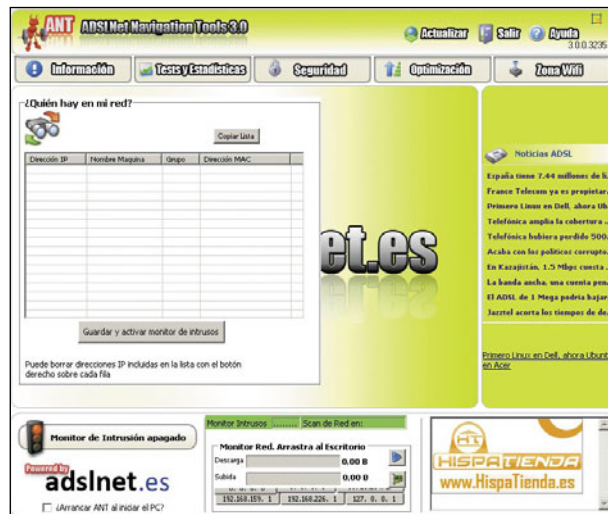 ANT ADSLNet Navigation Tools 3.0
Actualizar Salir Ayuda
3.0.0.3235
Información Tests y Estadísticas Seguridad Optimización Zona Wifi
¿Quién hay en mi red?
Copiar Lista
Dirección IP Nombre Maquina Grupo Dirección MAC
Guardar y activar monitor de intrusos
Puede borrar direcciones IP incluidas en la lista con el botón
derecho sobre cada fila
et.es
Noticias ADSL
España tiene 7.44 millones de li.
France Telecom ya es propietar.
Primero Linux en Dell, ahora Ub
Telefónica amplia la cobertura ..
Telefónica hubiera perdido 500.
Acaba con los políticos corrupto.
En Kazajistán, 1.5 Mbps cuesta .
La banda ancha, una cuenta pen.
El ADSL de 1 Mega podría bajar
Jazztel acorta los tiempos de de.
Primero Linux en Dell, ahora Ubunt
en Acer
Monitor de Intrusión apagado
Powered by
adslnet.es
¿Arrancar ANT al iniciar el PC?
Monitor Intrusos ........ Scan de Red en:
Monitor Red. Arrastra al Escritorio
Descarga 0.00 B
Subida 0.00 B
192.168.159. 1 192.168.226. 1 127. 0. 0. 1
HT
HISPATIENDA
www.HispaTienda.es